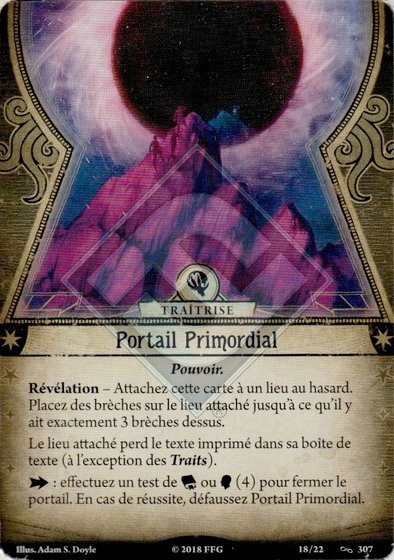 TRAÎTRISE
Portail Primordial
Pouvoir.
Révélation – Attachez cette carte à un lieu au hasard.
Placez des brèches sur le lieu attaché jusqu'à ce qu'il y
ait exactement 3 brèches dessus.
Le lieu attaché perd le texte imprimé dans sa boîte de
texte (à l'exception des Traits).
: effectuez un test de ou (4) pour fermer le
portail. En cas de réussite, défaussez Portail Primordial.
Illus. Adam S. Doyle © 2018 FFG 18/22 307